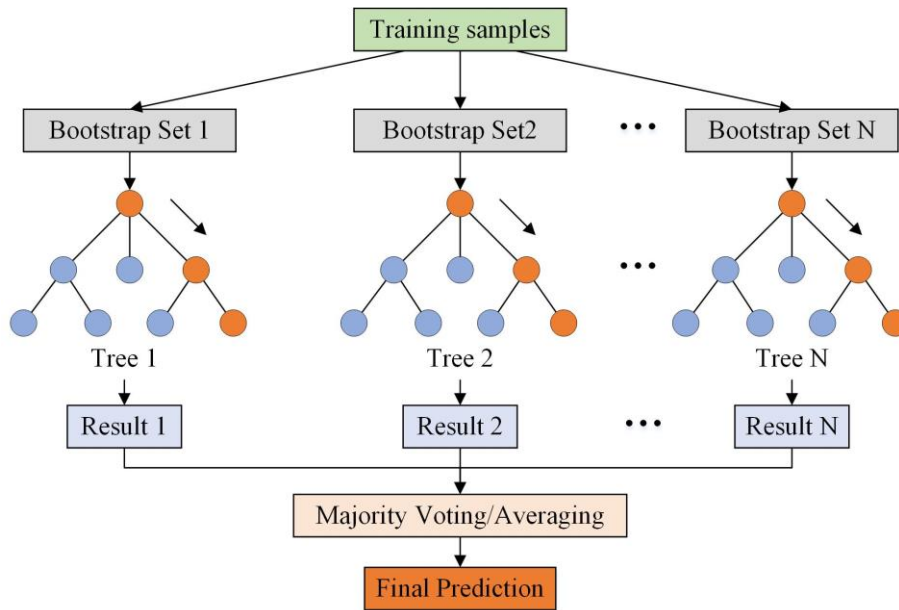 Training samples
Bootstrap Set 1
Bootstrap Set2
•••
Bootstrap Set N
•••
Tree 1
Tree 2
Tree N
Result 1
Result 2
•••
Result N
Majority Voting/Averaging
Final Prediction